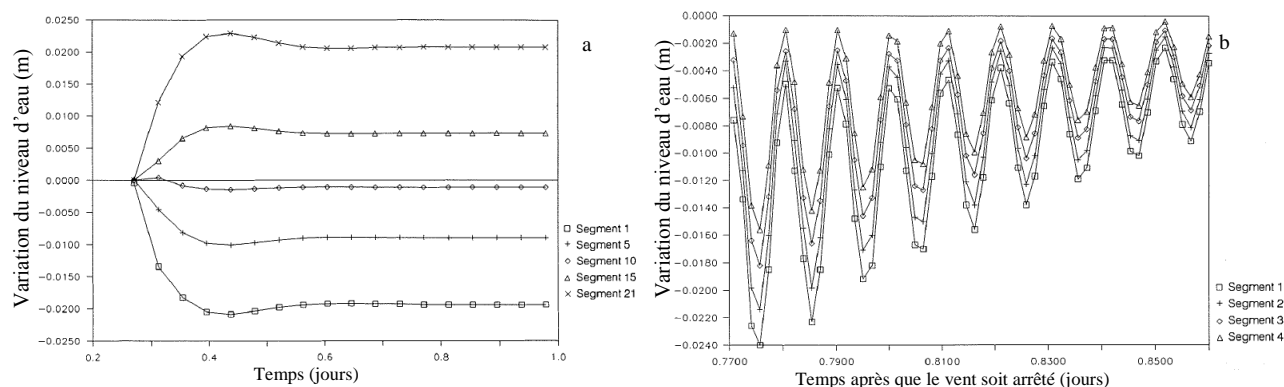 0.0250
0.0200
0.0150
0.0100
0.0050
0.0000
−0.0050
−0.0100
−0.0150
−0.0200
−0.0250
Variation du niveau d’eau (m)
a
Segment 1
Segment 5
Segment 10
Segment 15
Segment 21
0.2 0.4 0.6 0.8 1.0
Temps (jours)
0.0000
−0.0020
−0.0040
−0.0060
−0.0080
−0.0100
−0.0120
−0.0140
−0.0160
−0.0180
−0.0200
−0.0220
−0.0240
Variation du niveau d’eau (m)
b
Segment 1
Segment 2
Segment 3
Segment 4
0.7700 0.7900 0.8100 0.8300 0.8500
Temps après que le vent soit arrêté (jours)